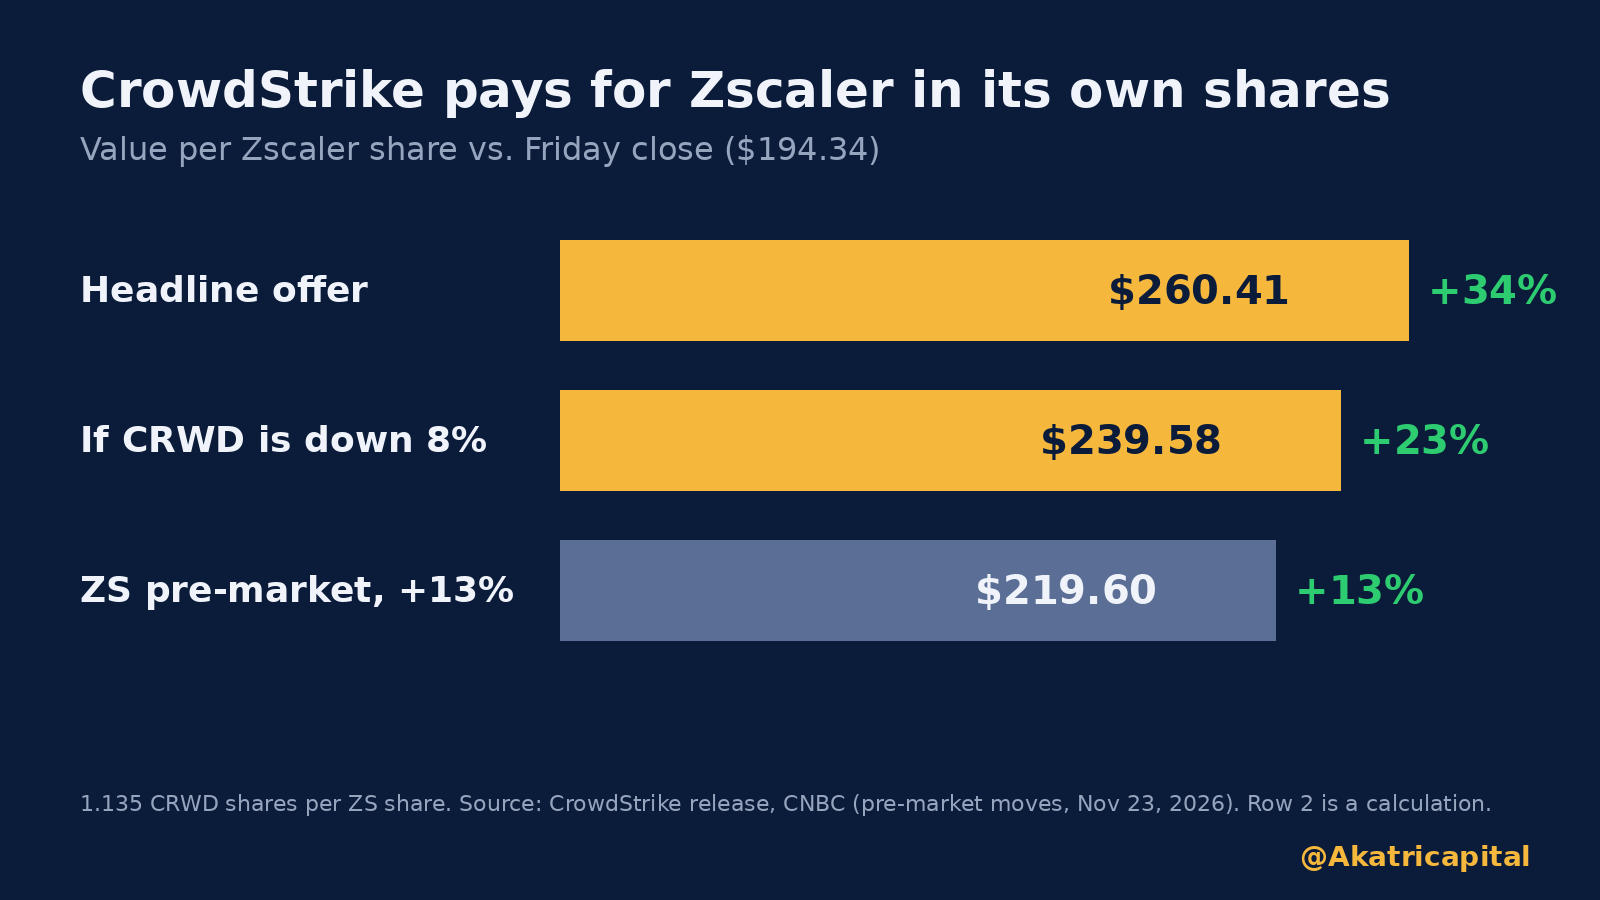 CrowdStrike pays for Zscaler in its own shares
Value per Zscaler share vs. Friday close ($194.34)
Headline offer $260.41 +34%
If CRWD is down 8% $239.58 +23%
ZS pre-market, +13% $219.60 +13%
1.135 CRWD shares per ZS share. Source: CrowdStrike release, CNBC (pre-market moves, Nov 23, 2026). Row 2 is a calculation.
@Akatricapital